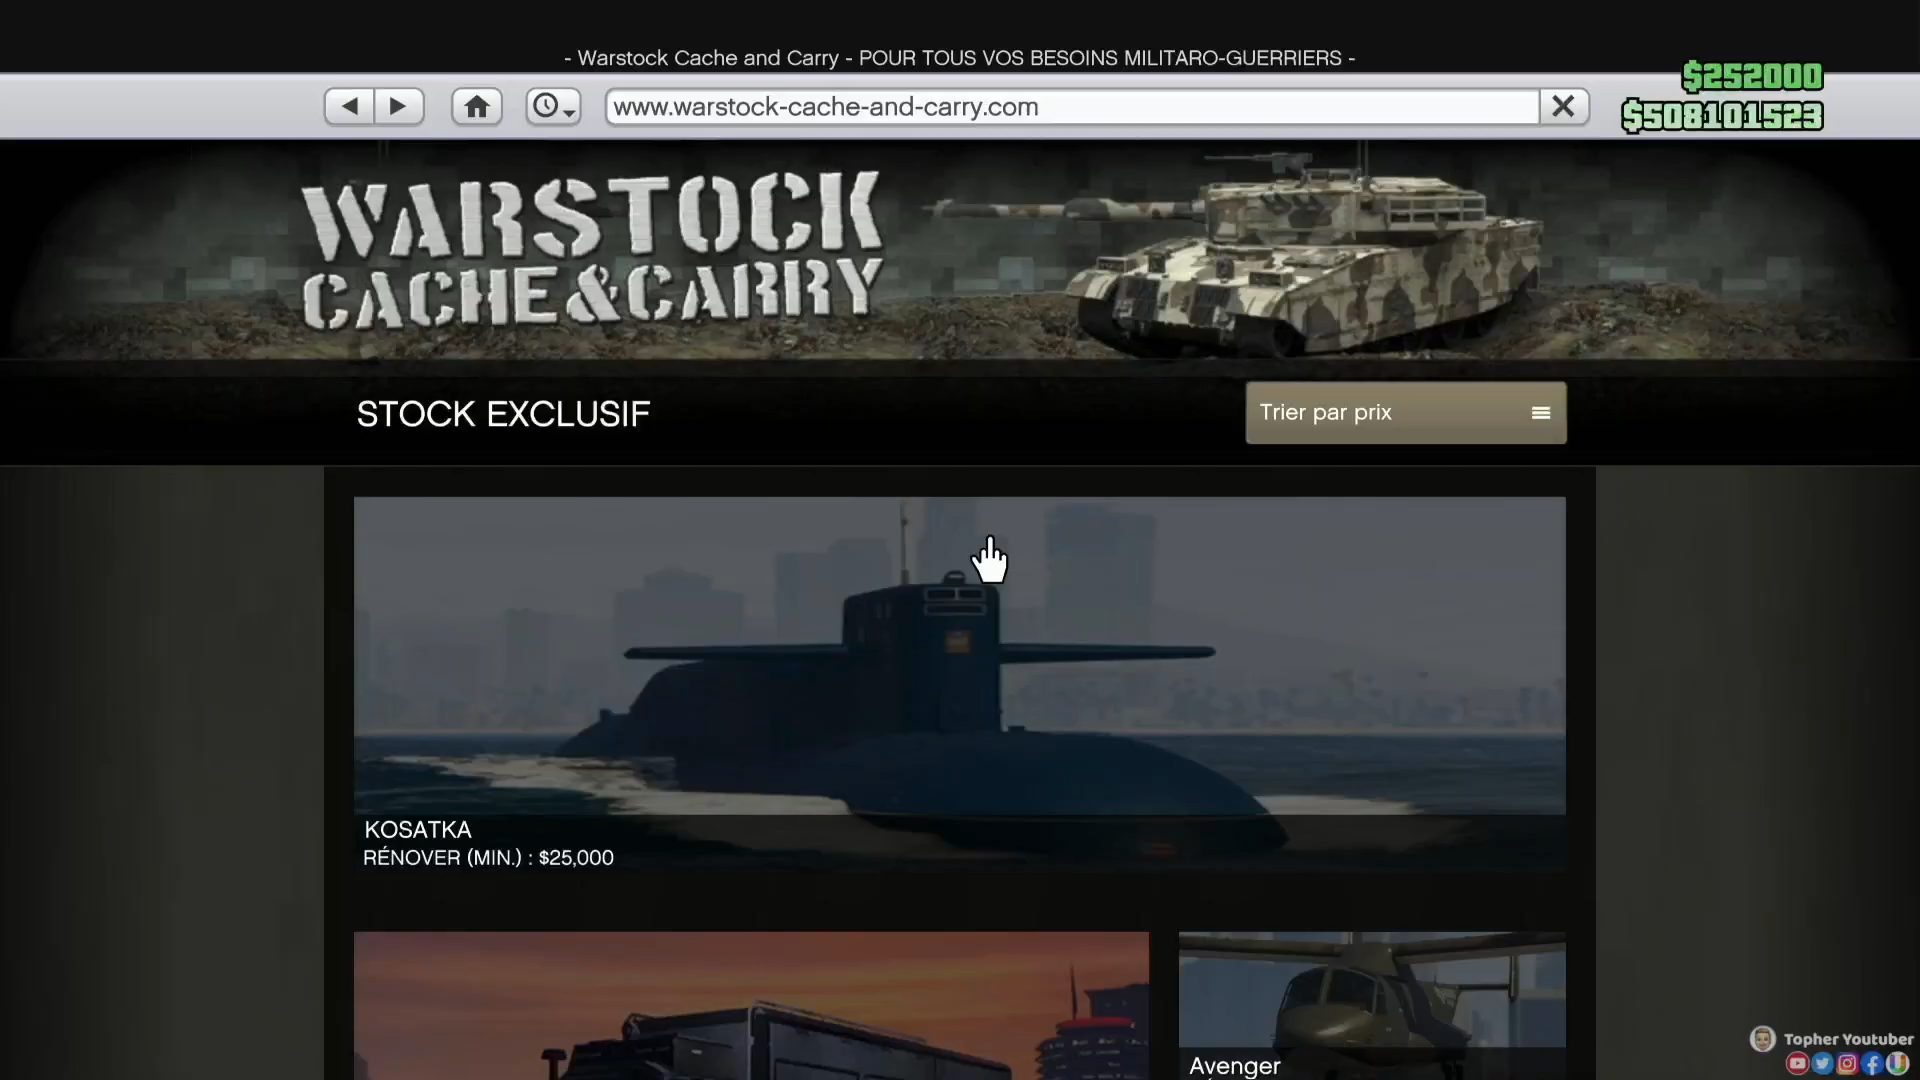 - Warstock Cache and Carry - POUR TOUS VOS BESOINS MILITARO-GUERRIERS -
$252000
www.warstock-cache-and-carry.com
$508101523
WARSTOCK
CACHE&CARRY
STOCK EXCLUSIF
Trier par prix
KOSATKA
RÉNOVER (MIN.) : $25,000
Avenger
Topher Youtuber